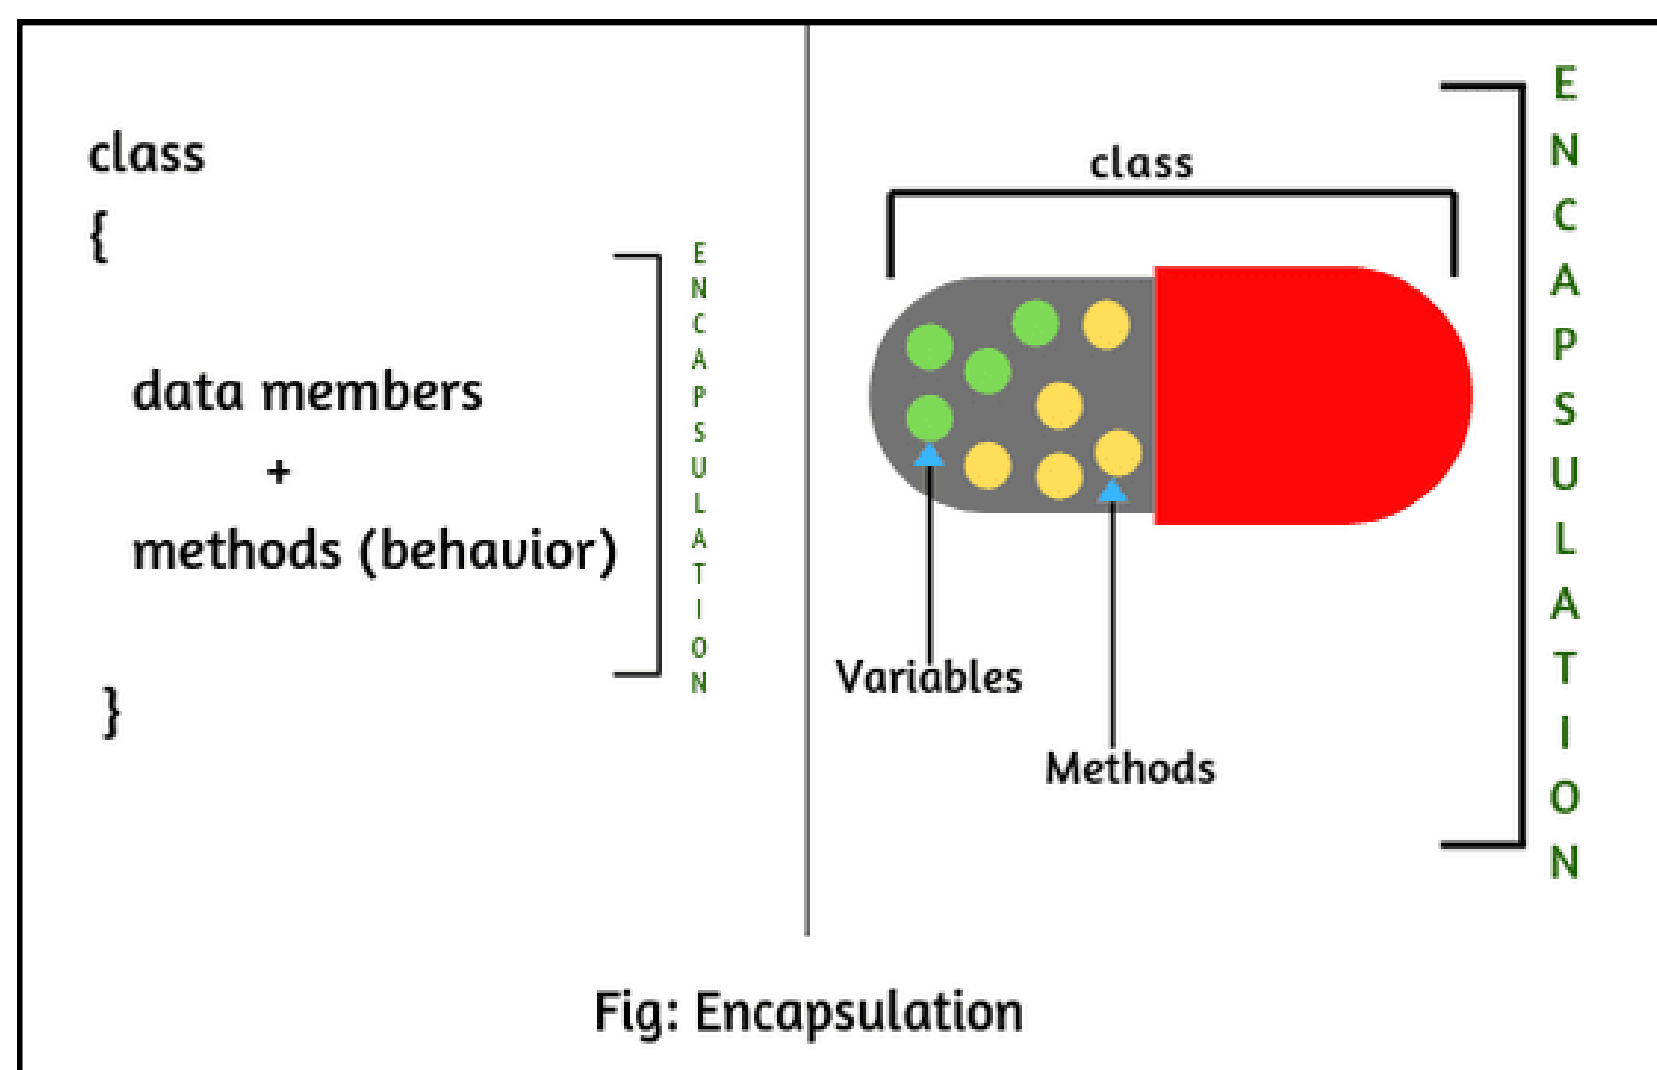 class
{
data members
+
methods (behavior)
}
ENCAPSULATION
class
Variables
Methods
ENCAPSULATION
Fig: Encapsulation